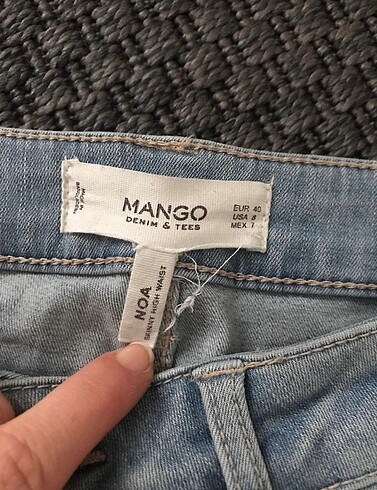 MANGO
DENIM & TEES
EUR 40
USA 8
MEX 7
NOA
SKINNY HIGH WAIST